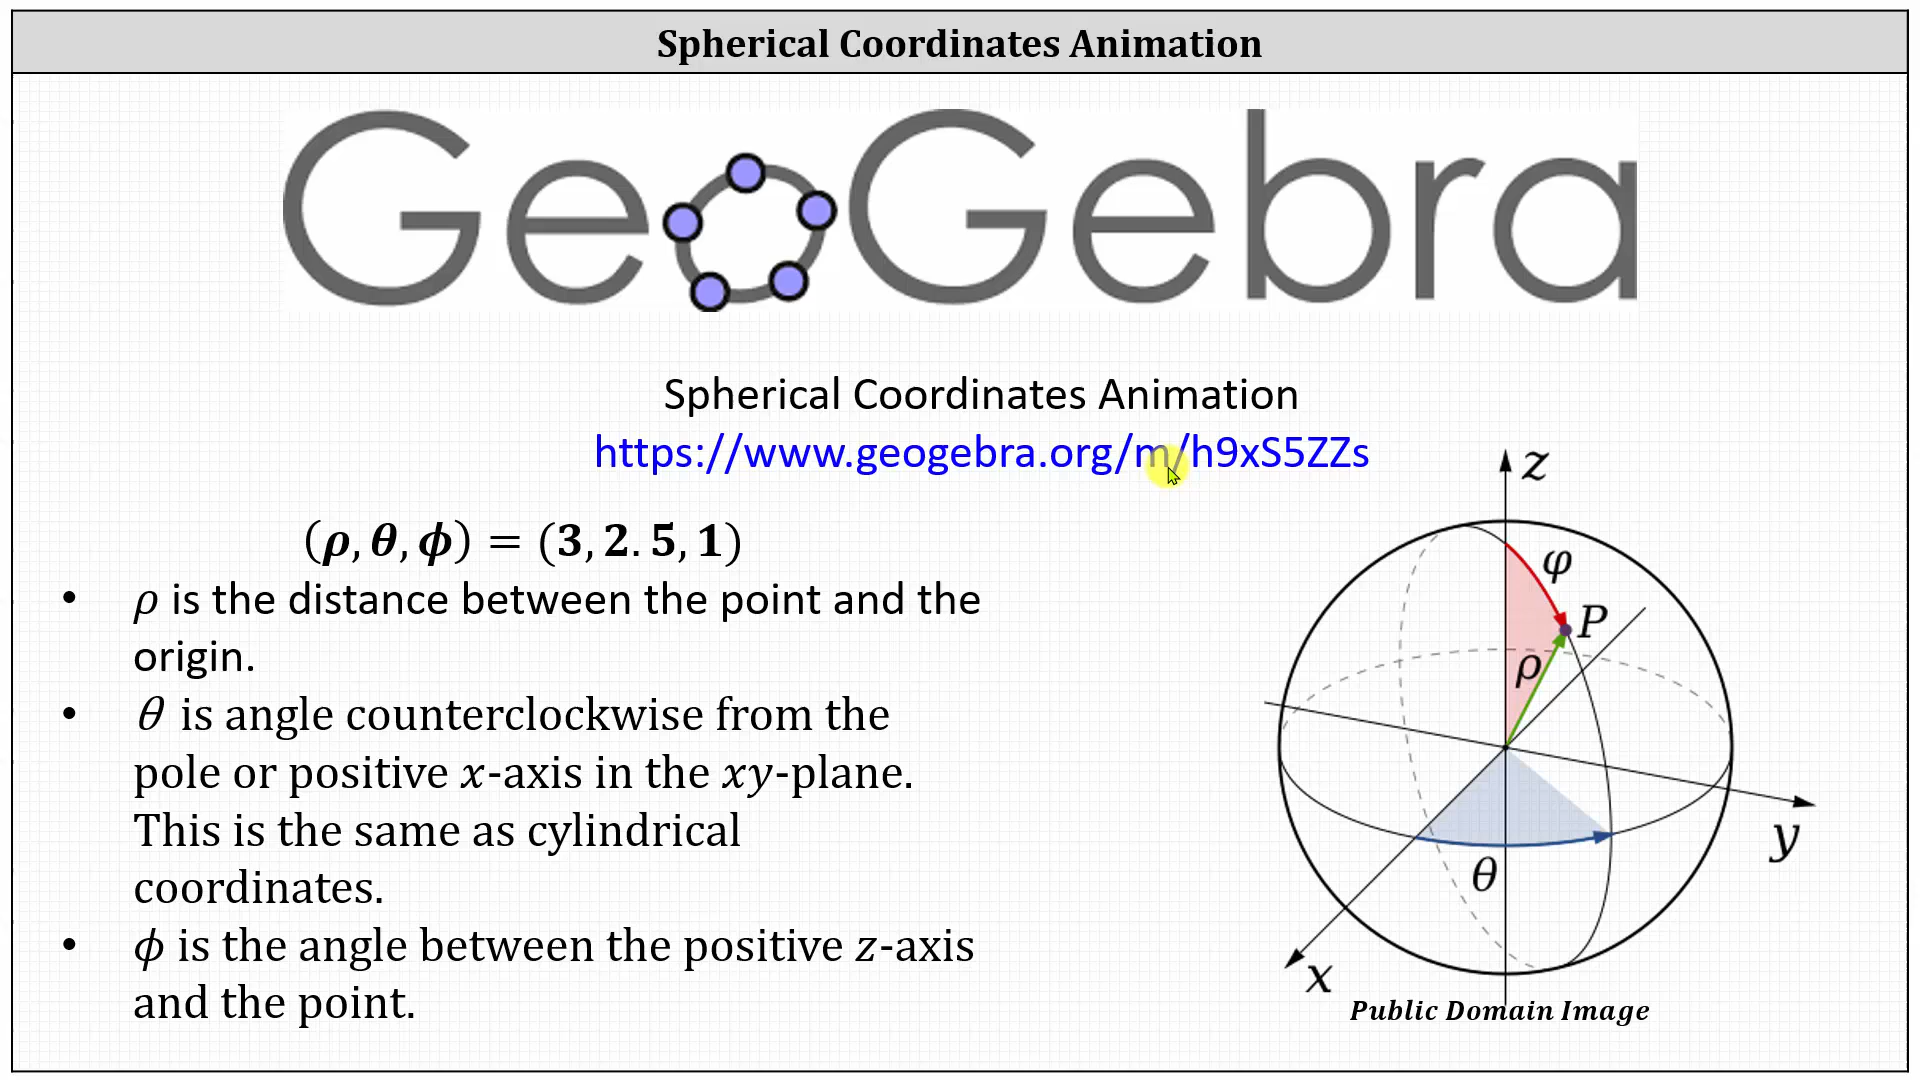 Spherical Coordinates Animation
GeoGebra
Spherical Coordinates Animation
https://www.geogebra.org/m/h9xS5ZZs
(ρ, θ, ϕ) = (3, 2.5, 1)
• ρ is the distance between the point and the
origin.
• θ is angle counterclockwise from the
pole or positive x-axis in the xy-plane.
This is the same as cylindrical
coordinates.
• ϕ is the angle between the positive z-axis
and the point.
z
φ
P
ρ
y
θ
x
Public Domain Image